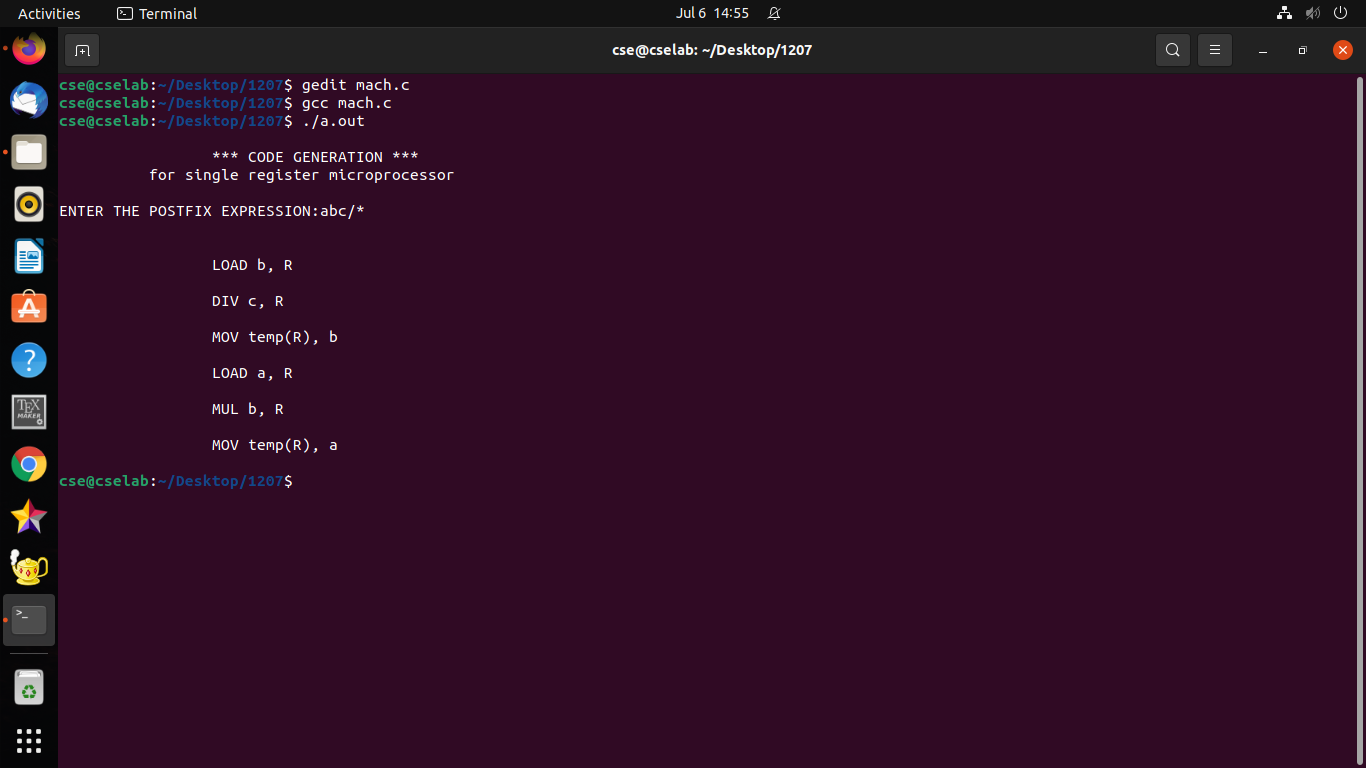 Activities
Terminal
Jul 6 14:55
cse@cselab: ~/Desktop/1207
cse@cselab:~/Desktop/1207$ gedit mach.c
cse@cselab:~/Desktop/1207$ gcc mach.c
cse@cselab:~/Desktop/1207$ ./a.out
*** CODE GENERATION ***
for single register microprocessor
ENTER THE POSTFIX EXPRESSION:abc/*
LOAD b, R
DIV c, R
MOV temp(R), b
LOAD a, R
MUL b, R
MOV temp(R), a
cse@cselab:~/Desktop/1207$
TEX
MAKER